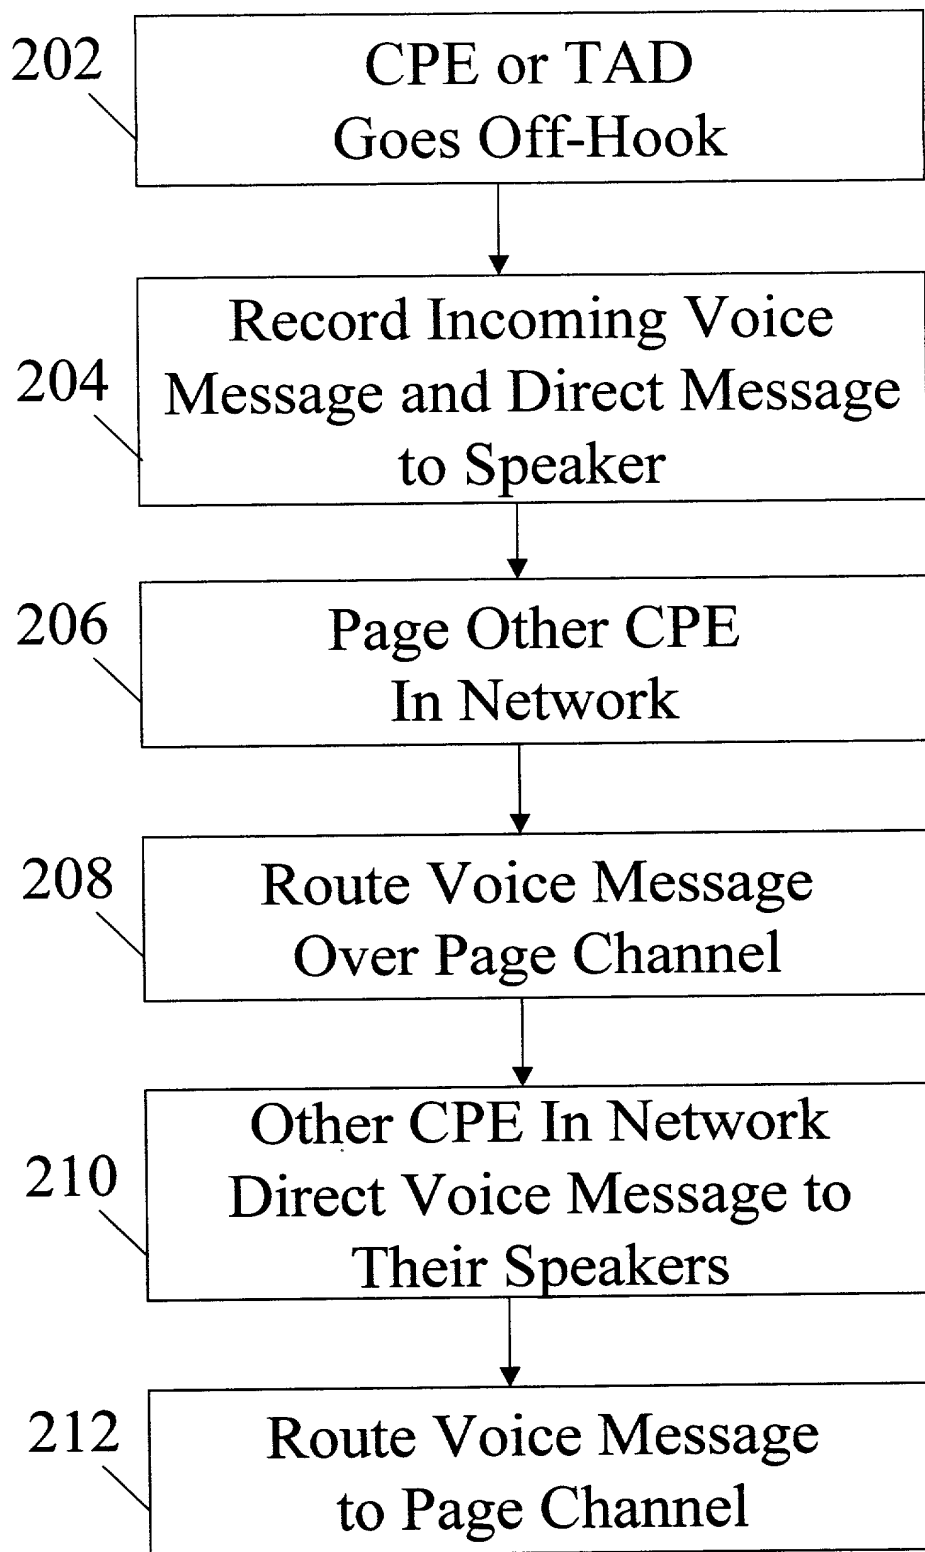 202
CPE or TAD
Goes Off-Hook
204
Record Incoming Voice
Message and Direct Message
to Speaker
206
Page Other CPE
In Network
208
Route Voice Message
Over Page Channel
210
Other CPE In Network
Direct Voice Message to
Their Speakers
212
Route Voice Message
to Page Channel